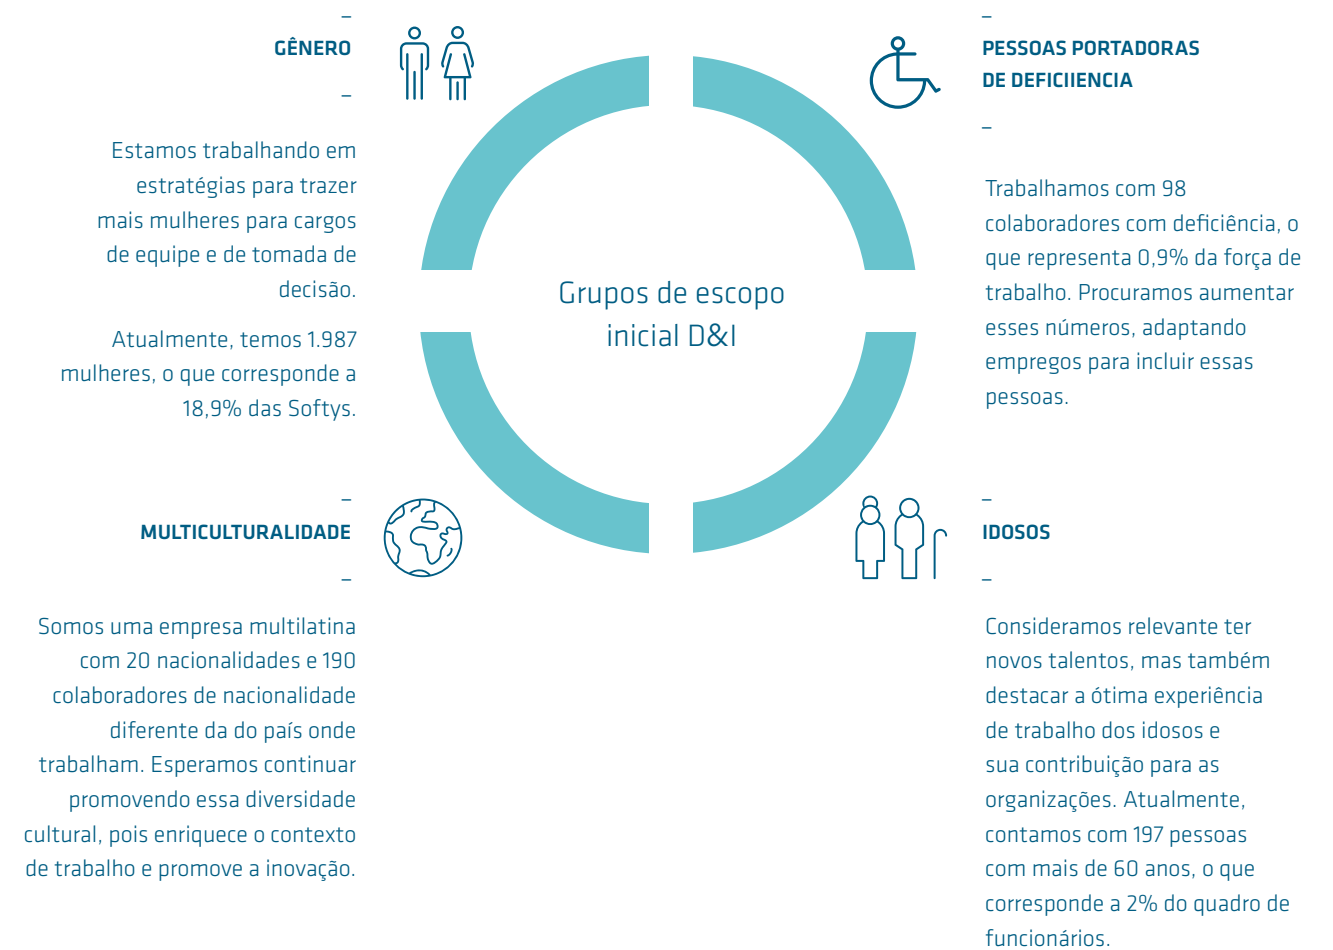 –
GÊNERO
–
Estamos trabalhando em
estratégias para trazer
mais mulheres para cargos
de equipe e de tomada de
decisão.
Atualmente, temos 1.987
mulheres, o que corresponde a
18,9% das Softys.
–
PESSOAS PORTADORAS
DE DEFICIIENCIA
–
Trabalhamos com 98
colaboradores com deficiência, o
que representa 0,9% da força de
trabalho. Procuramos aumentar
esses números, adaptando
empregos para incluir essas
pessoas.
Grupos de escopo
inicial D&I
–
MULTICULTURALIDADE
–
Somos uma empresa multilatina
com 20 nacionalidades e 190
colaboradores de nacionalidade
diferente da do país onde
trabalham. Esperamos continuar
promovendo essa diversidade
cultural, pois enriquece o contexto
de trabalho e promove a inovação.
–
IDOSOS
–
Consideramos relevante ter
novos talentos, mas também
destacar a ótima experiência
de trabalho dos idosos e
sua contribuição para as
organizações. Atualmente,
contamos com 197 pessoas
com mais de 60 anos, o que
corresponde a 2% do quadro de
funcionários.